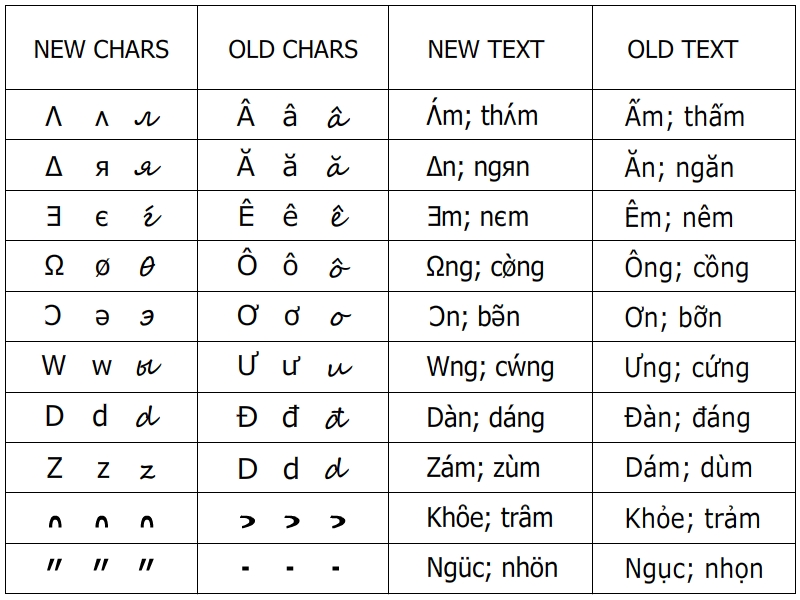 NEW CHARS OLD CHARS NEW TEXT OLD TEXT
Λ ʌ 𝓊 Â â â Ʌ́m; thʌ́m Ấm; thấm
Δ я я Ă ă ă Δn; ngяn Ăn; ngăn
Ǝ є Ê ê ê Ǝm; nєm Êm; nêm
Ω ø θ Ô ô ô Ωng; cø̀ng Ông; cồng
Ɔ ə э Ơ ơ ơ Ɔn; bə̃n Ơn; bỡn
W w ы Ư ư ư Wng; cẃng Ưng; cứng
D d d Đ đ đ Dàn; dáng Đàn; đáng
Z z z D d d Zám; zùm Dám; dùm
Khôe; trâm Khỏe; trảm
" " " - - - Ngüc; nhön Ngục; nhọn